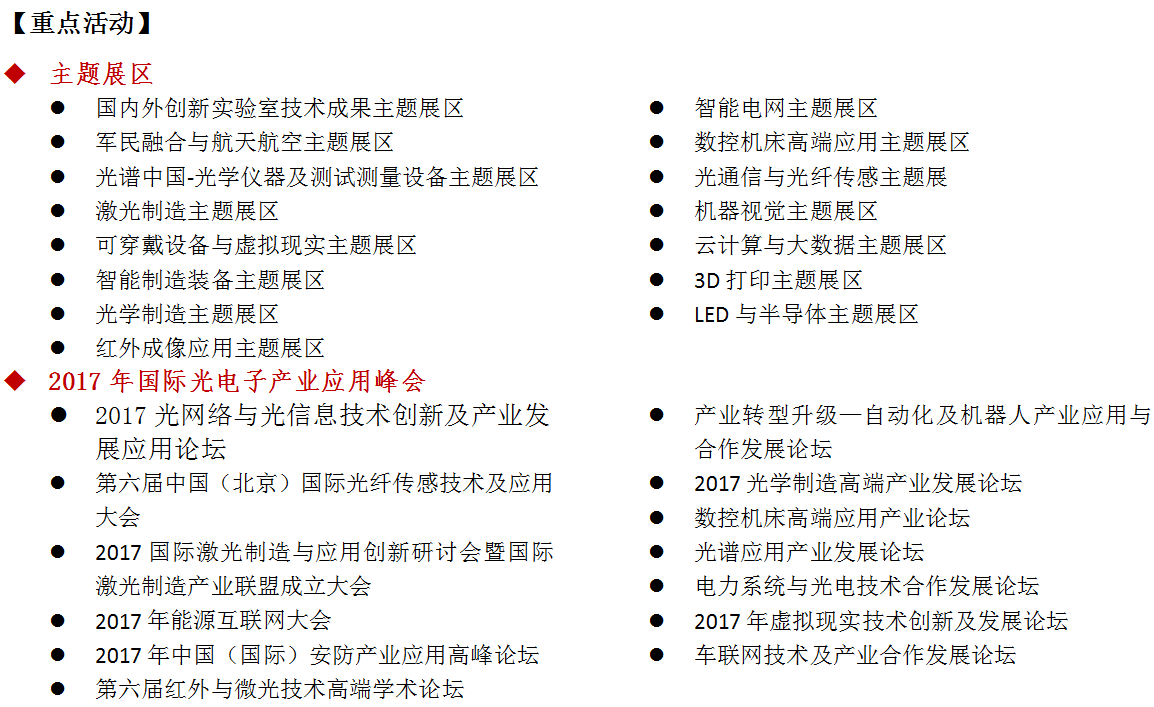 【重点活动】
主题展区
国内外创新实验室技术成果主题展区
军民融合与航天航空主题展区
光谱中国-光学仪器及测试测量设备主题展区
激光制造主题展区
可穿戴设备与虚拟现实主题展区
智能制造装备主题展区
光学制造主题展区
红外成像应用主题展区
智能电网主题展区
数控机床高端应用主题展区
光通信与光纤传感主题展
机器视觉主题展区
云计算与大数据主题展区
3D 打印主题展区
LED 与半导体主题展区
2017 年国际光电子产业应用峰会
2017 光网络与光信息技术创新及产业发
展应用论坛
第六届中国（北京）国际光纤传感技术及应用
大会
2017 国际激光制造与应用创新研讨会暨国际
激光制造产业联盟成立大会
2017 年能源互联网大会
2017 年中国（国际）安防产业应用高峰论坛
第六届红外与微光技术高端学术论坛
产业转型升级—自动化及机器人产业应用与
合作发展论坛
2017 光学制造高端产业发展论坛
数控机床高端应用产业论坛
光谱应用产业发展论坛
电力系统与光电技术合作发展论坛
2017 年虚拟现实技术创新及发展论坛
车联网技术及产业合作发展论坛